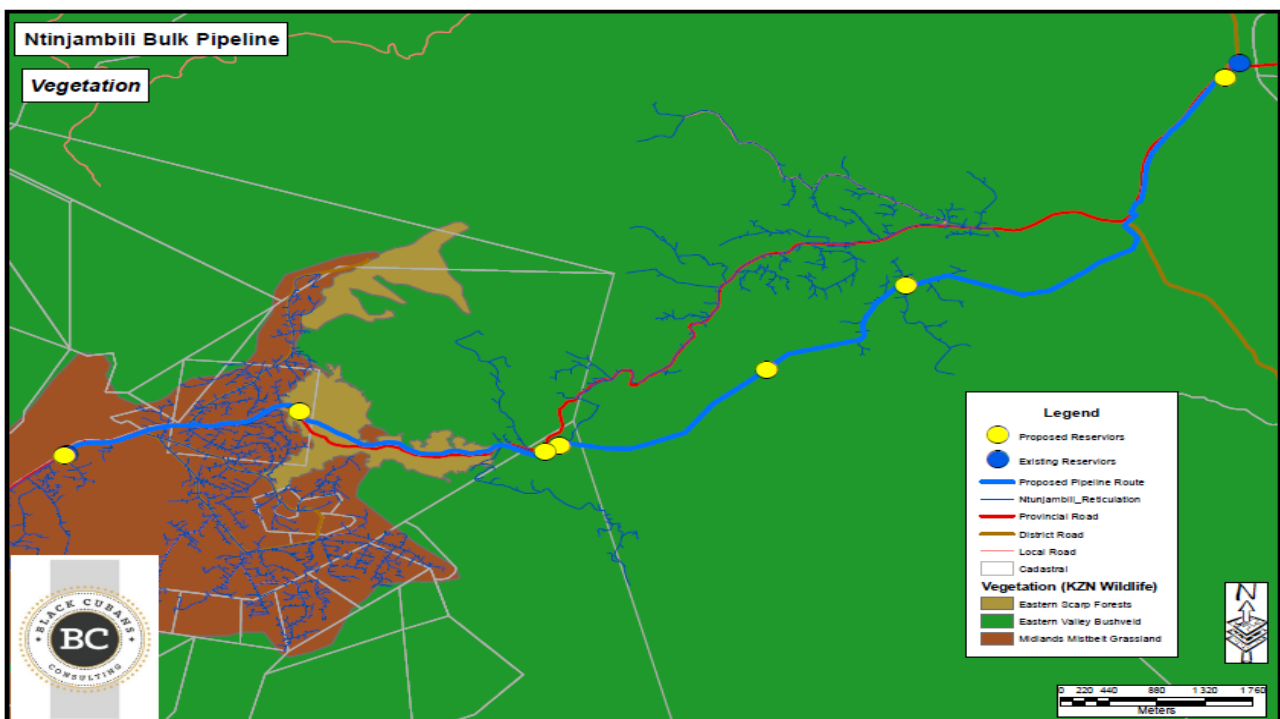 Ntinjambili Bulk Pipeline
Vegetation
Legend
Proposed Reserviors
Existing Reserviors
Proposed Pipeline Route
Ntunjambili_Reticulation
Provincial Road
District Road
Local Road
Cadastral
Vegetation (KZN Wildlife)
Eastern Scarp Forests
Eastern Valley Bushveld
Midlands Mistbelt Grassland
BLACK CUBANS
BC
CONSULTING
N
0 220 440 880 1 320 1 760
Meters